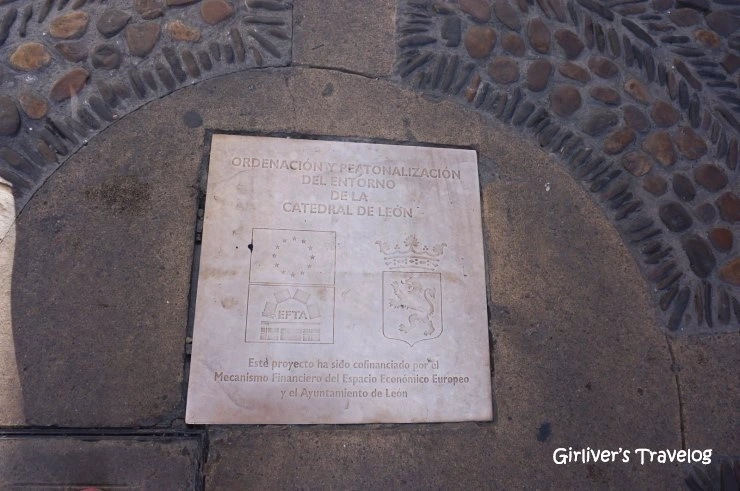 ORDENACIÓN Y PEATONALIZACIÓN
DEL ENTORNO
DE LA
CATEDRAL DE LEÓN
EFTA
Este proyecto ha sido cofinanciado por el
Mecanismo Financiero del Espacio Económico Europeo
y el Ayuntamiento de León
Girliver's Travelog